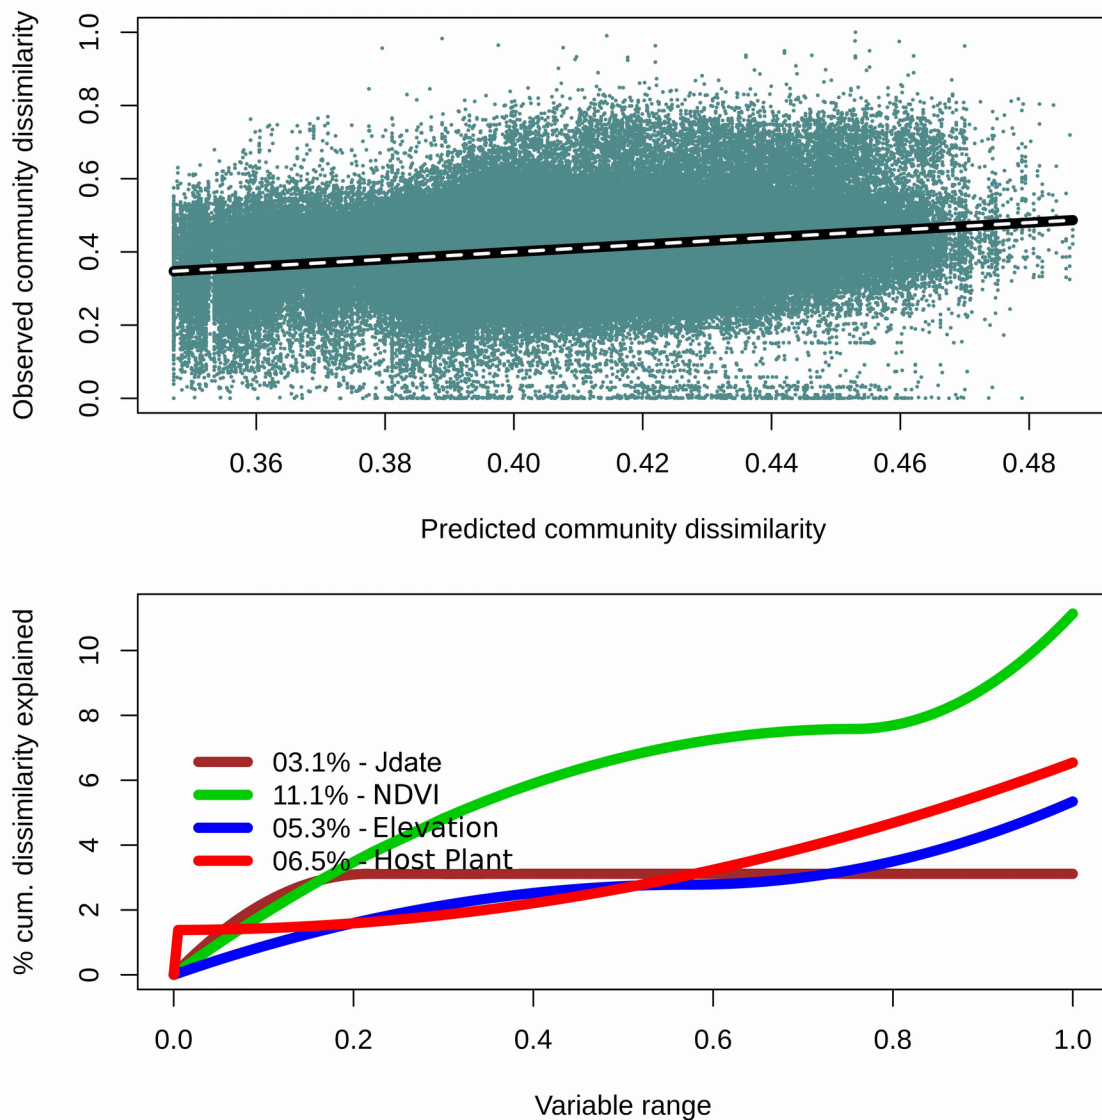 Observed community dissimilarity
1.0
0.8
0.6
0.4
0.2
0.0
0.36 0.38 0.40 0.42 0.44 0.46 0.48
Predicted community dissimilarity
% cum. dissimilarity explained
10
8
6
4
2
0
03.1% - Jdate
11.1% - NDVI
05.3% - Elevation
06.5% - Host Plant
0.0 0.2 0.4 0.6 0.8 1.0
Variable range